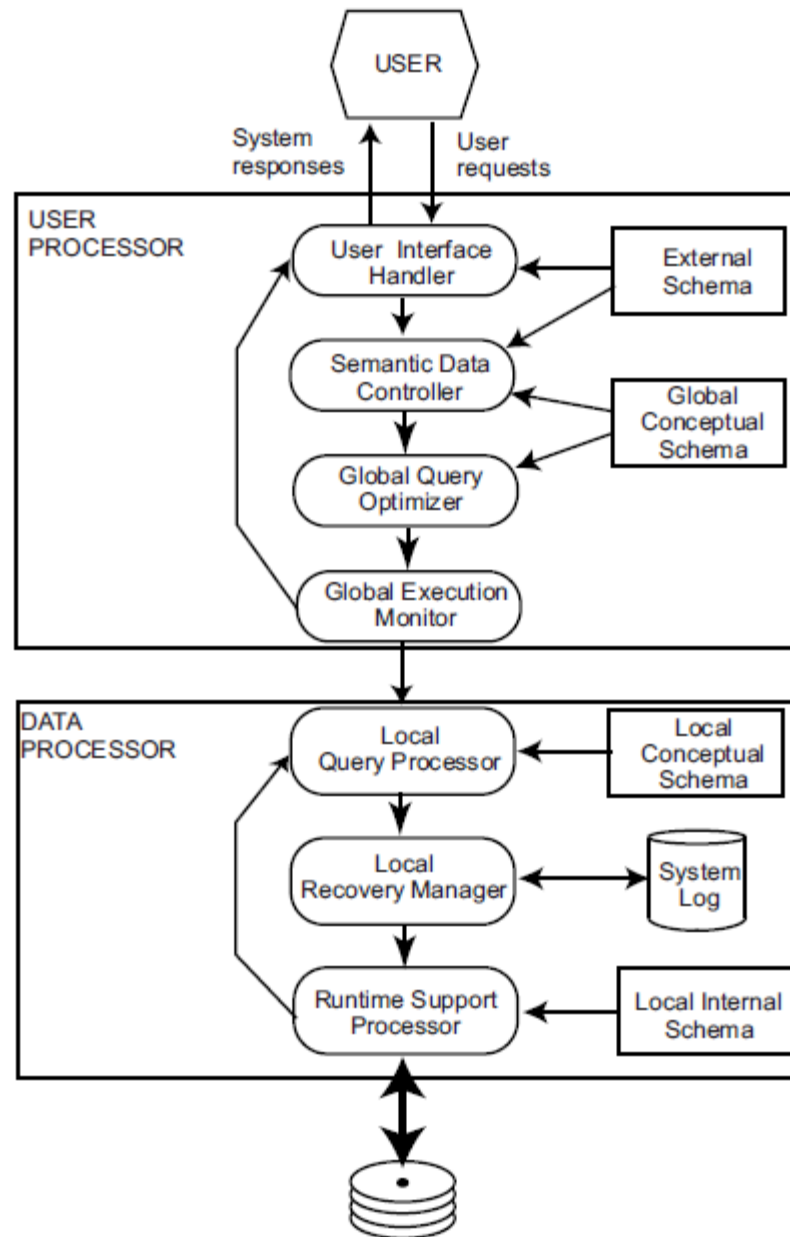 USER
System
responses
User
requests
USER
PROCESSOR
User Interface
Handler
External
Schema
Semantic Data
Controller
Global
Conceptual
Schema
Global Query
Optimizer
Global Execution
Monitor
DATA
PROCESSOR
Local
Query Processor
Local
Conceptual
Schema
Local
Recovery Manager
System
Log
Runtime Support
Processor
Local Internal
Schema